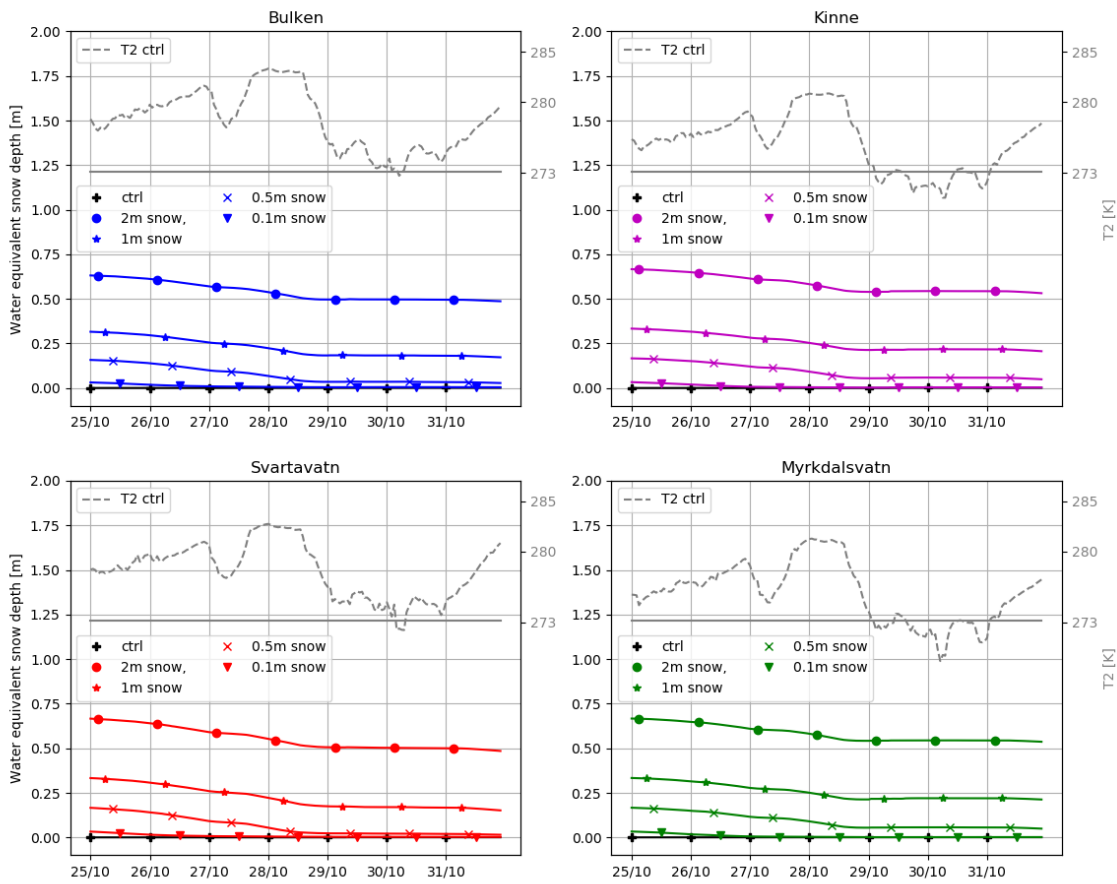 Bulken
2.00
1.75
1.50
1.25
1.00
0.75
0.50
0.25
0.00
Water equivalent snow depth [m]
T2 ctrl
ctrl
2m snow,
1m snow
0.5m snow
0.1m snow
285
280
273
25/10 26/10 27/10 28/10 29/10 30/10 31/10
Kinne
2.00
1.75
1.50
1.25
1.00
0.75
0.50
0.25
0.00
T2 ctrl
ctrl
2m snow,
1m snow
0.5m snow
0.1m snow
285
280
273
T2 [K]
25/10 26/10 27/10 28/10 29/10 30/10 31/10
Svartavatn
2.00
1.75
1.50
1.25
1.00
0.75
0.50
0.25
0.00
Water equivalent snow depth [m]
T2 ctrl
ctrl
2m snow,
1m snow
0.5m snow
0.1m snow
285
280
273
25/10 26/10 27/10 28/10 29/10 30/10 31/10
Myrkdalsvatn
2.00
1.75
1.50
1.25
1.00
0.75
0.50
0.25
0.00
T2 ctrl
ctrl
2m snow,
1m snow
0.5m snow
0.1m snow
285
280
273
T2 [K]
25/10 26/10 27/10 28/10 29/10 30/10 31/10